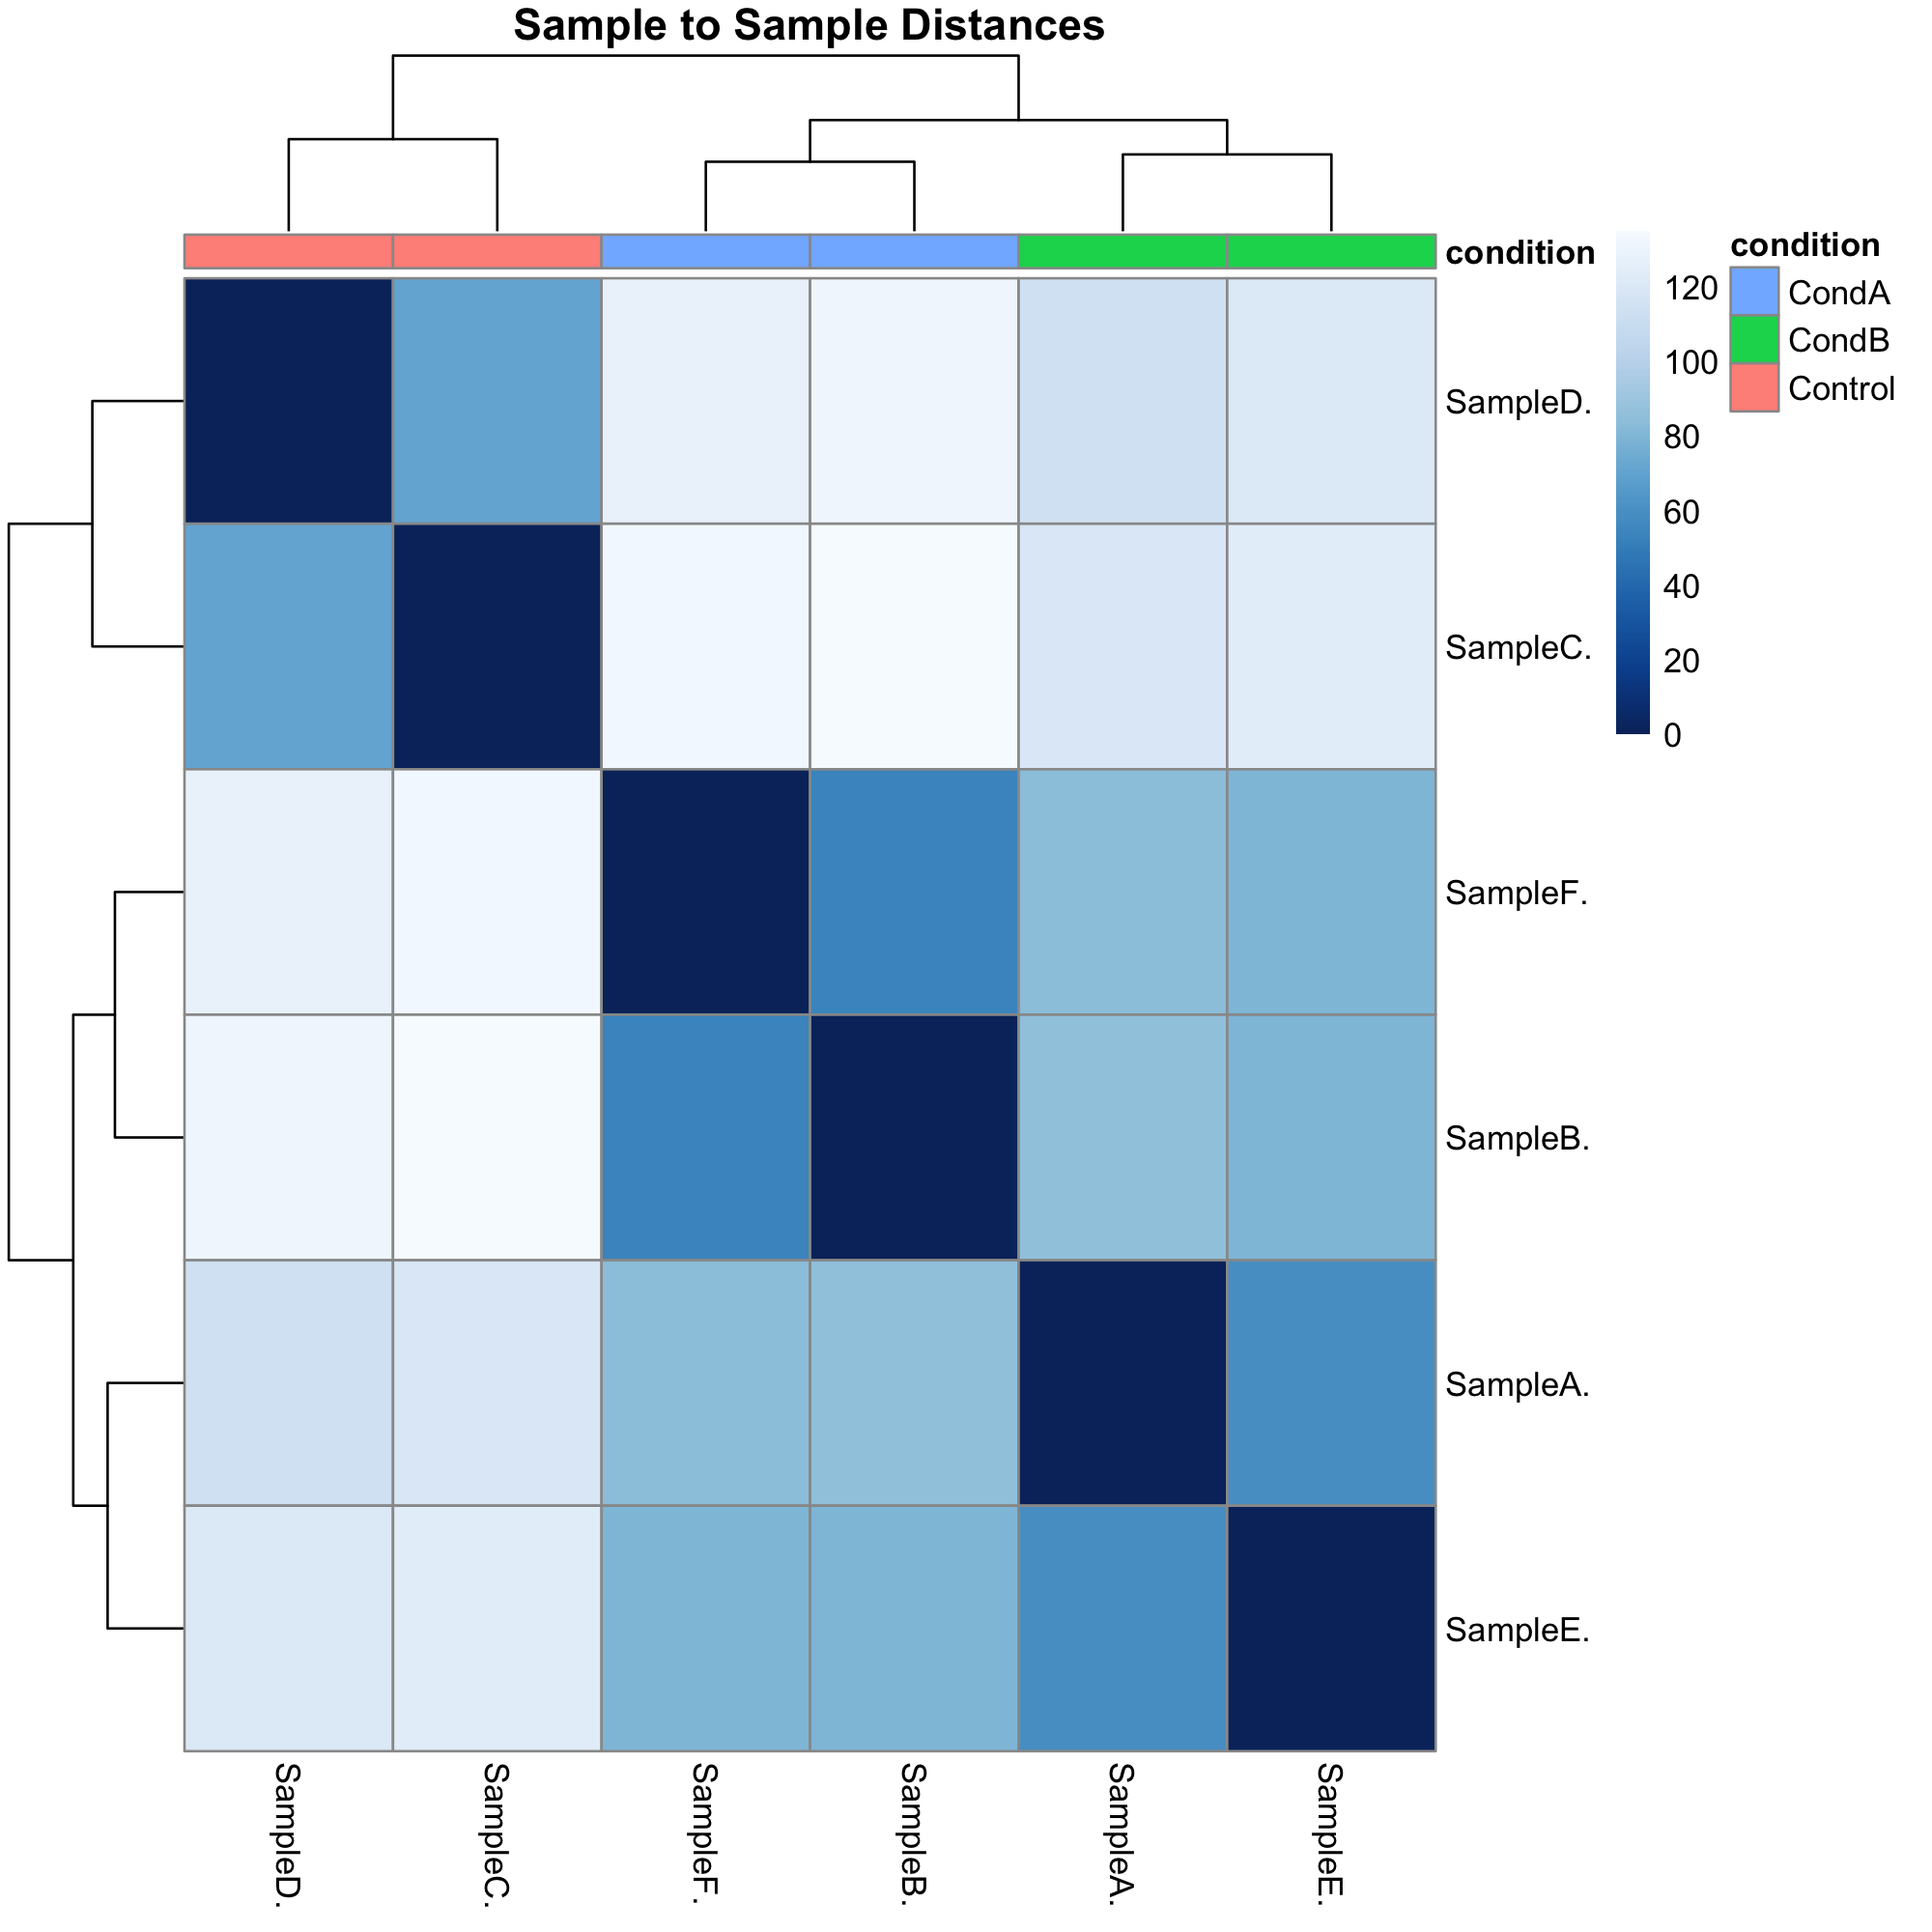 Sample to Sample Distances
condition
SampleD.
SampleC.
SampleF.
SampleB.
SampleA.
SampleE.
120
100
80
60
40
20
0
condition
CondA
CondB
Control
SampleD.
SampleC.
SampleF.
SampleB.
SampleA.
SampleE.